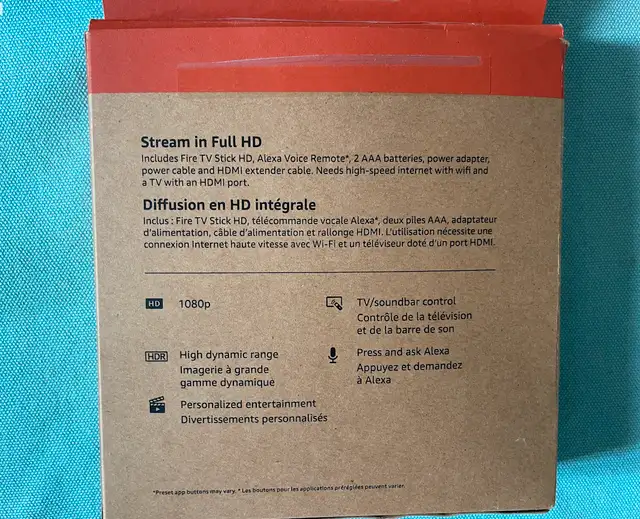 Stream in Full HD
Includes Fire TV Stick HD, Alexa Voice Remote*, 2 AAA batteries, power adapter,
power cable and HDMI extender cable. Needs high-speed internet with wifi and
a TV with an HDMI port.
Diffusion en HD intégrale
Inclus : Fire TV Stick HD, télécommande vocale Alexa*, deux piles AAA, adaptateur
d'alimentation, câble d'alimentation et rallonge HDMI. L'utilisation nécessite une
connexion Internet haute vitesse avec Wi-Fi et un téléviseur doté d'un port HDMI.
HD 1080p
TV/soundbar control
Contrôle de la télévision
et de la barre de son
HDR High dynamic range
Imagerie à grande
gamme dynamique
Press and ask Alexa
Appuyez et demandez
à Alexa
Personalized entertainment
Divertissements personnalisés
*Preset app buttons may vary. * Les boutons pour les applications préréglées peuvent varier.